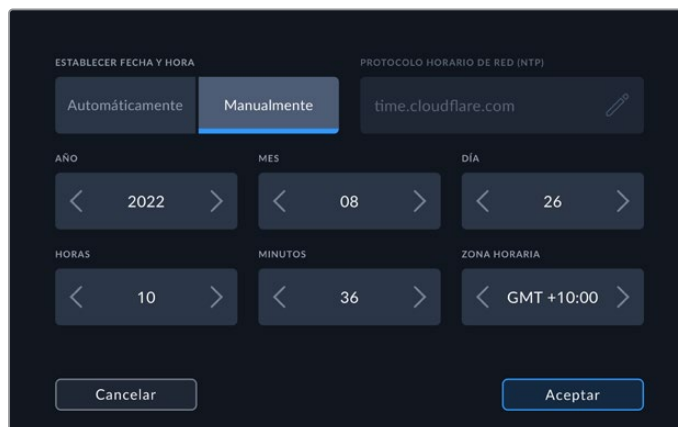 ESTABLECER FECHA Y HORA
PROTOCOLO HORARIO DE RED (NTP)
Automáticamente
Manualmente
time.cloudflare.com
AÑO
MES
DÍA
2022
08
26
HORAS
MINUTOS
ZONA HORARIA
10
36
GMT +10:00
Cancelar
Aceptar